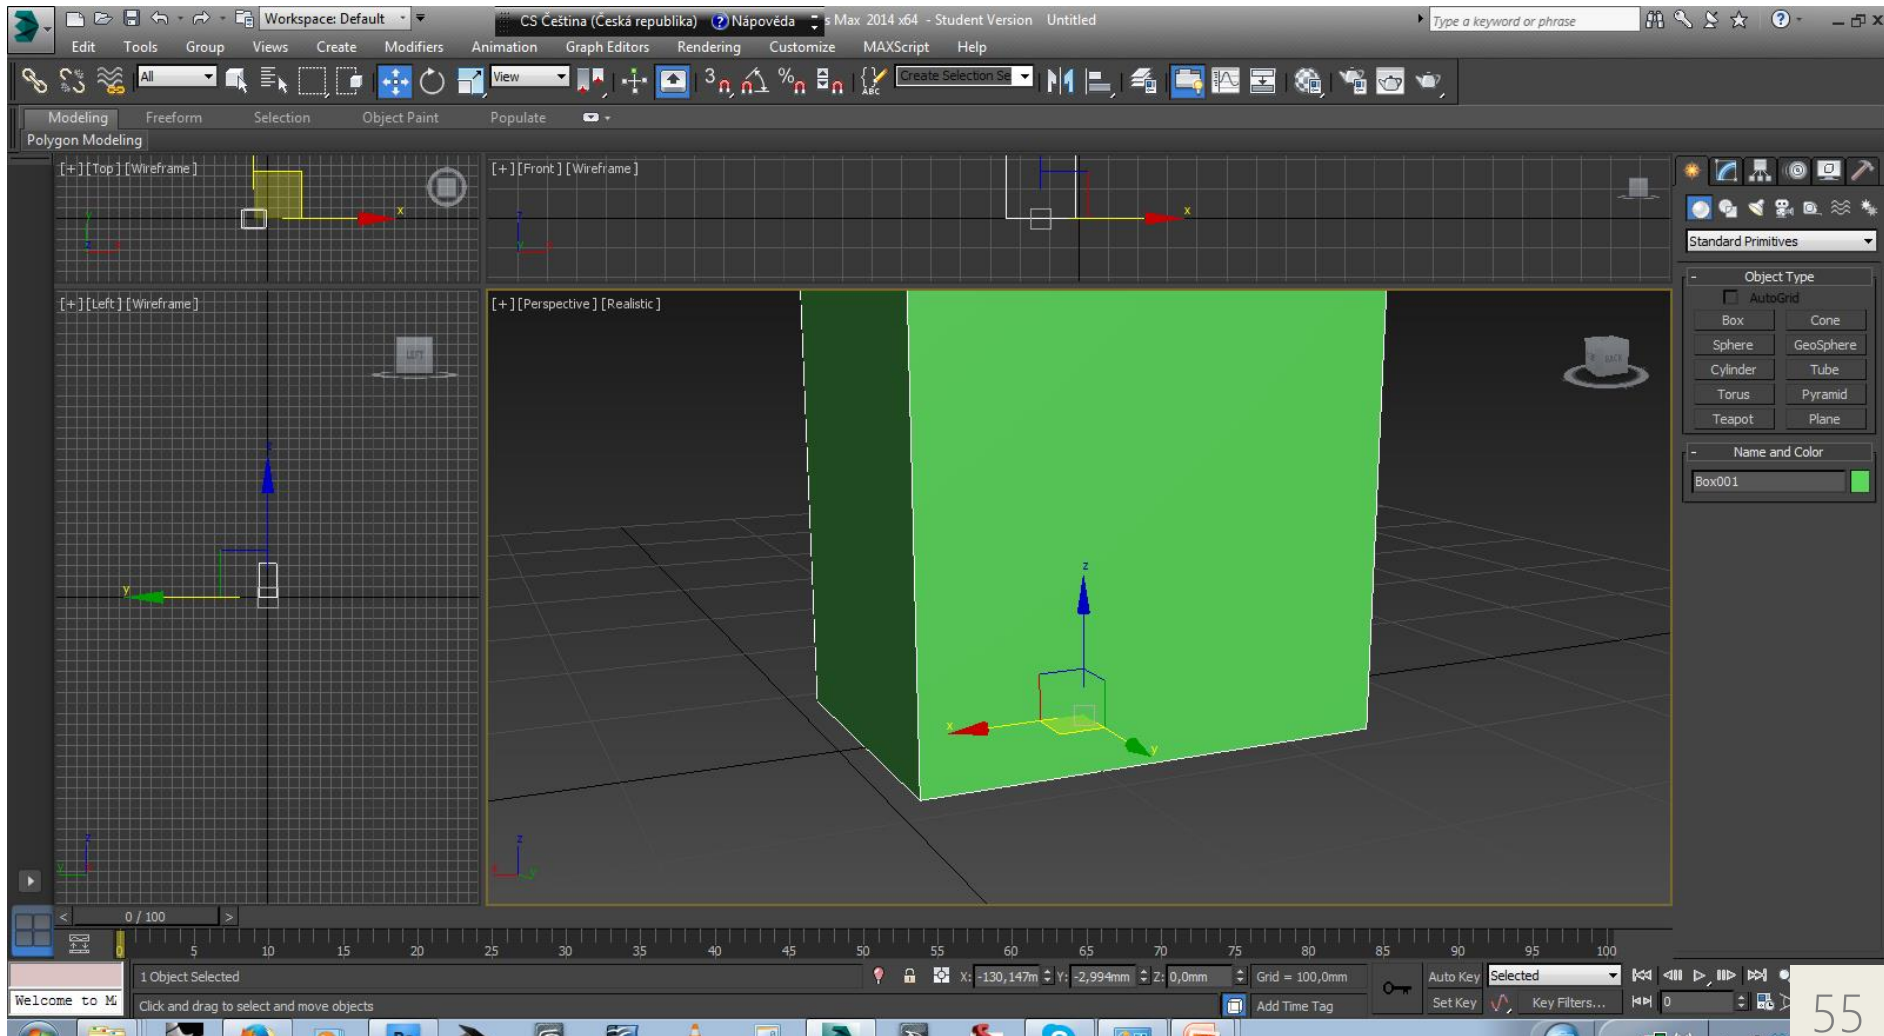 Workspace: Default
CS Čeština (Česká republika) ? Nápověda s Max 2014 x64 - Student Version Untitled
Type a keyword or phrase
Edit Tools Group Views Create Modifiers Animation Graph Editors Rendering Customize MAXScript Help
All View 3 % ABC Create Selection Se
Modeling Freeform Selection Object Paint Populate
Polygon Modeling
[+][Top][Wireframe]
x
y
z
[+][Front][Wireframe]
x
z
y
Standard Primitives
- Object Type
AutoGrid
Box Cone
Sphere GeoSphere
Cylinder Tube
Torus Pyramid
Teapot Plane
- Name and Color
Box001
[+][Left][Wireframe]
LEFT
z
y
z
y
[+][Perspective][Realistic]
BACK
z
x
y
z
x
y
< 0 / 100 >
0 5 10 15 20 25 30 35 40 45 50 55 60 65 70 75 80 85 90 95 100
1 Object Selected X: -130,147m Y: -2,994mm Z: 0,0mm Grid = 100,0mm Auto Key Selected
Welcome to M
Click and drag to select and move objects Add Time Tag Set Key Key Filters... 0
55